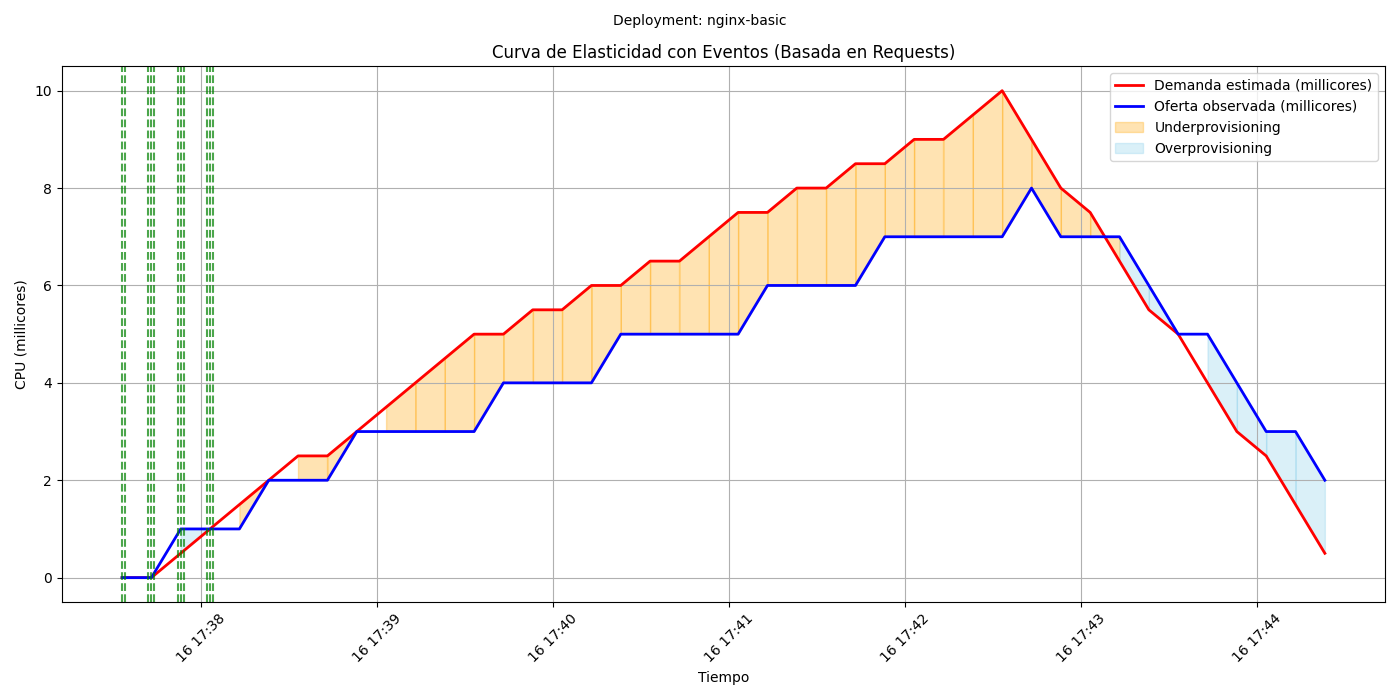 Deployment: nginx-basic
Curva de Elasticidad con Eventos (Basada en Requests)
Demanda estimada (millicores)
Oferta observada (millicores)
Underprovisioning
Overprovisioning
CPU (millicores)
10
8
6
4
2
0
16 17:38
16 17:39
16 17:40
16 17:41
16 17:42
16 17:43
16 17:44
Tiempo